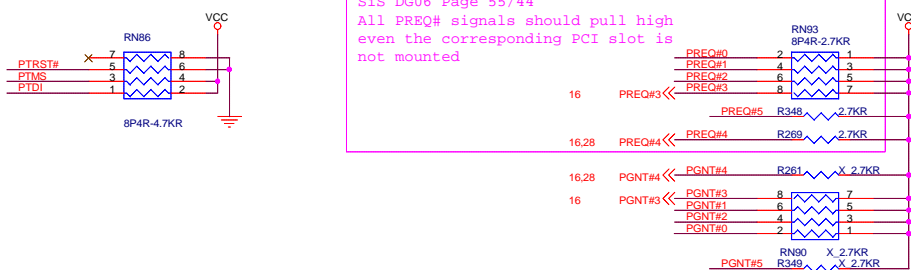 SiS DG06 Page 55/44
All PREQ# signals should pull high
even the corresponding PCI slot is
not mounted
VCC
RN86
7 8
PTRST# 5 6
PTMS 3 4
PTDI 1 2
8P4R-4.7KR
RN93
8P4R-2.7KR
PREQ#0 2 1
PREQ#1 4 3
PREQ#2 6 5
16 PREQ#3 PREQ#3 8 7
PREQ#5 R348 2.7KR
16,28 PREQ#4 PREQ#4 R269 2.7KR
16,28 PGNT#4 PGNT#4 R261 X_2.7KR
16 PGNT#3 PGNT#3 8 7
PGNT#1 6 5
PGNT#2 4 3
PGNT#0 2 1
RN90 X_2.7KR
PGNT#5 R349 X_2.7KR